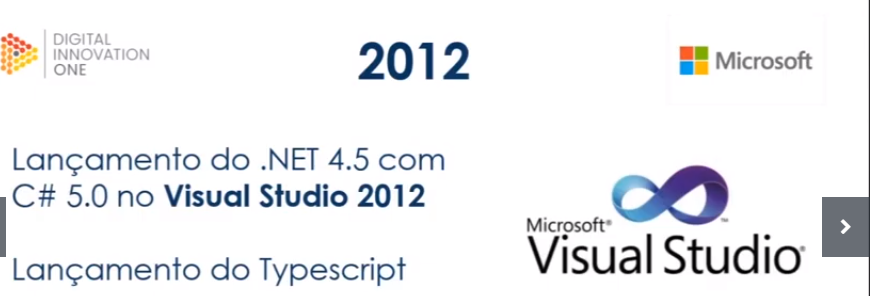 DIGITAL
INNOVATION
ONE
2012
Microsoft
Lançamento do .NET 4.5 com
C# 5.0 no Visual Studio 2012
Lançamento do Typescript
Microsoft®
Visual Studio®
™